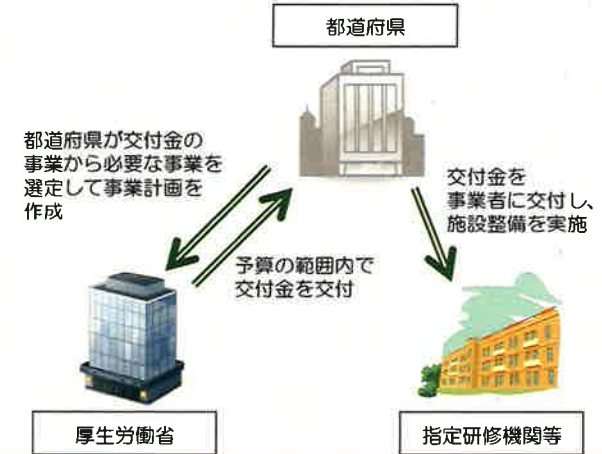 都道府県
都道府県が交付金の
事業から必要な事業を
選定して事業計画を
作成
交付金を
事業者に交付し、
施設整備を実施
予算の範囲内で
交付金を交付
厚生労働省
指定研修機関等